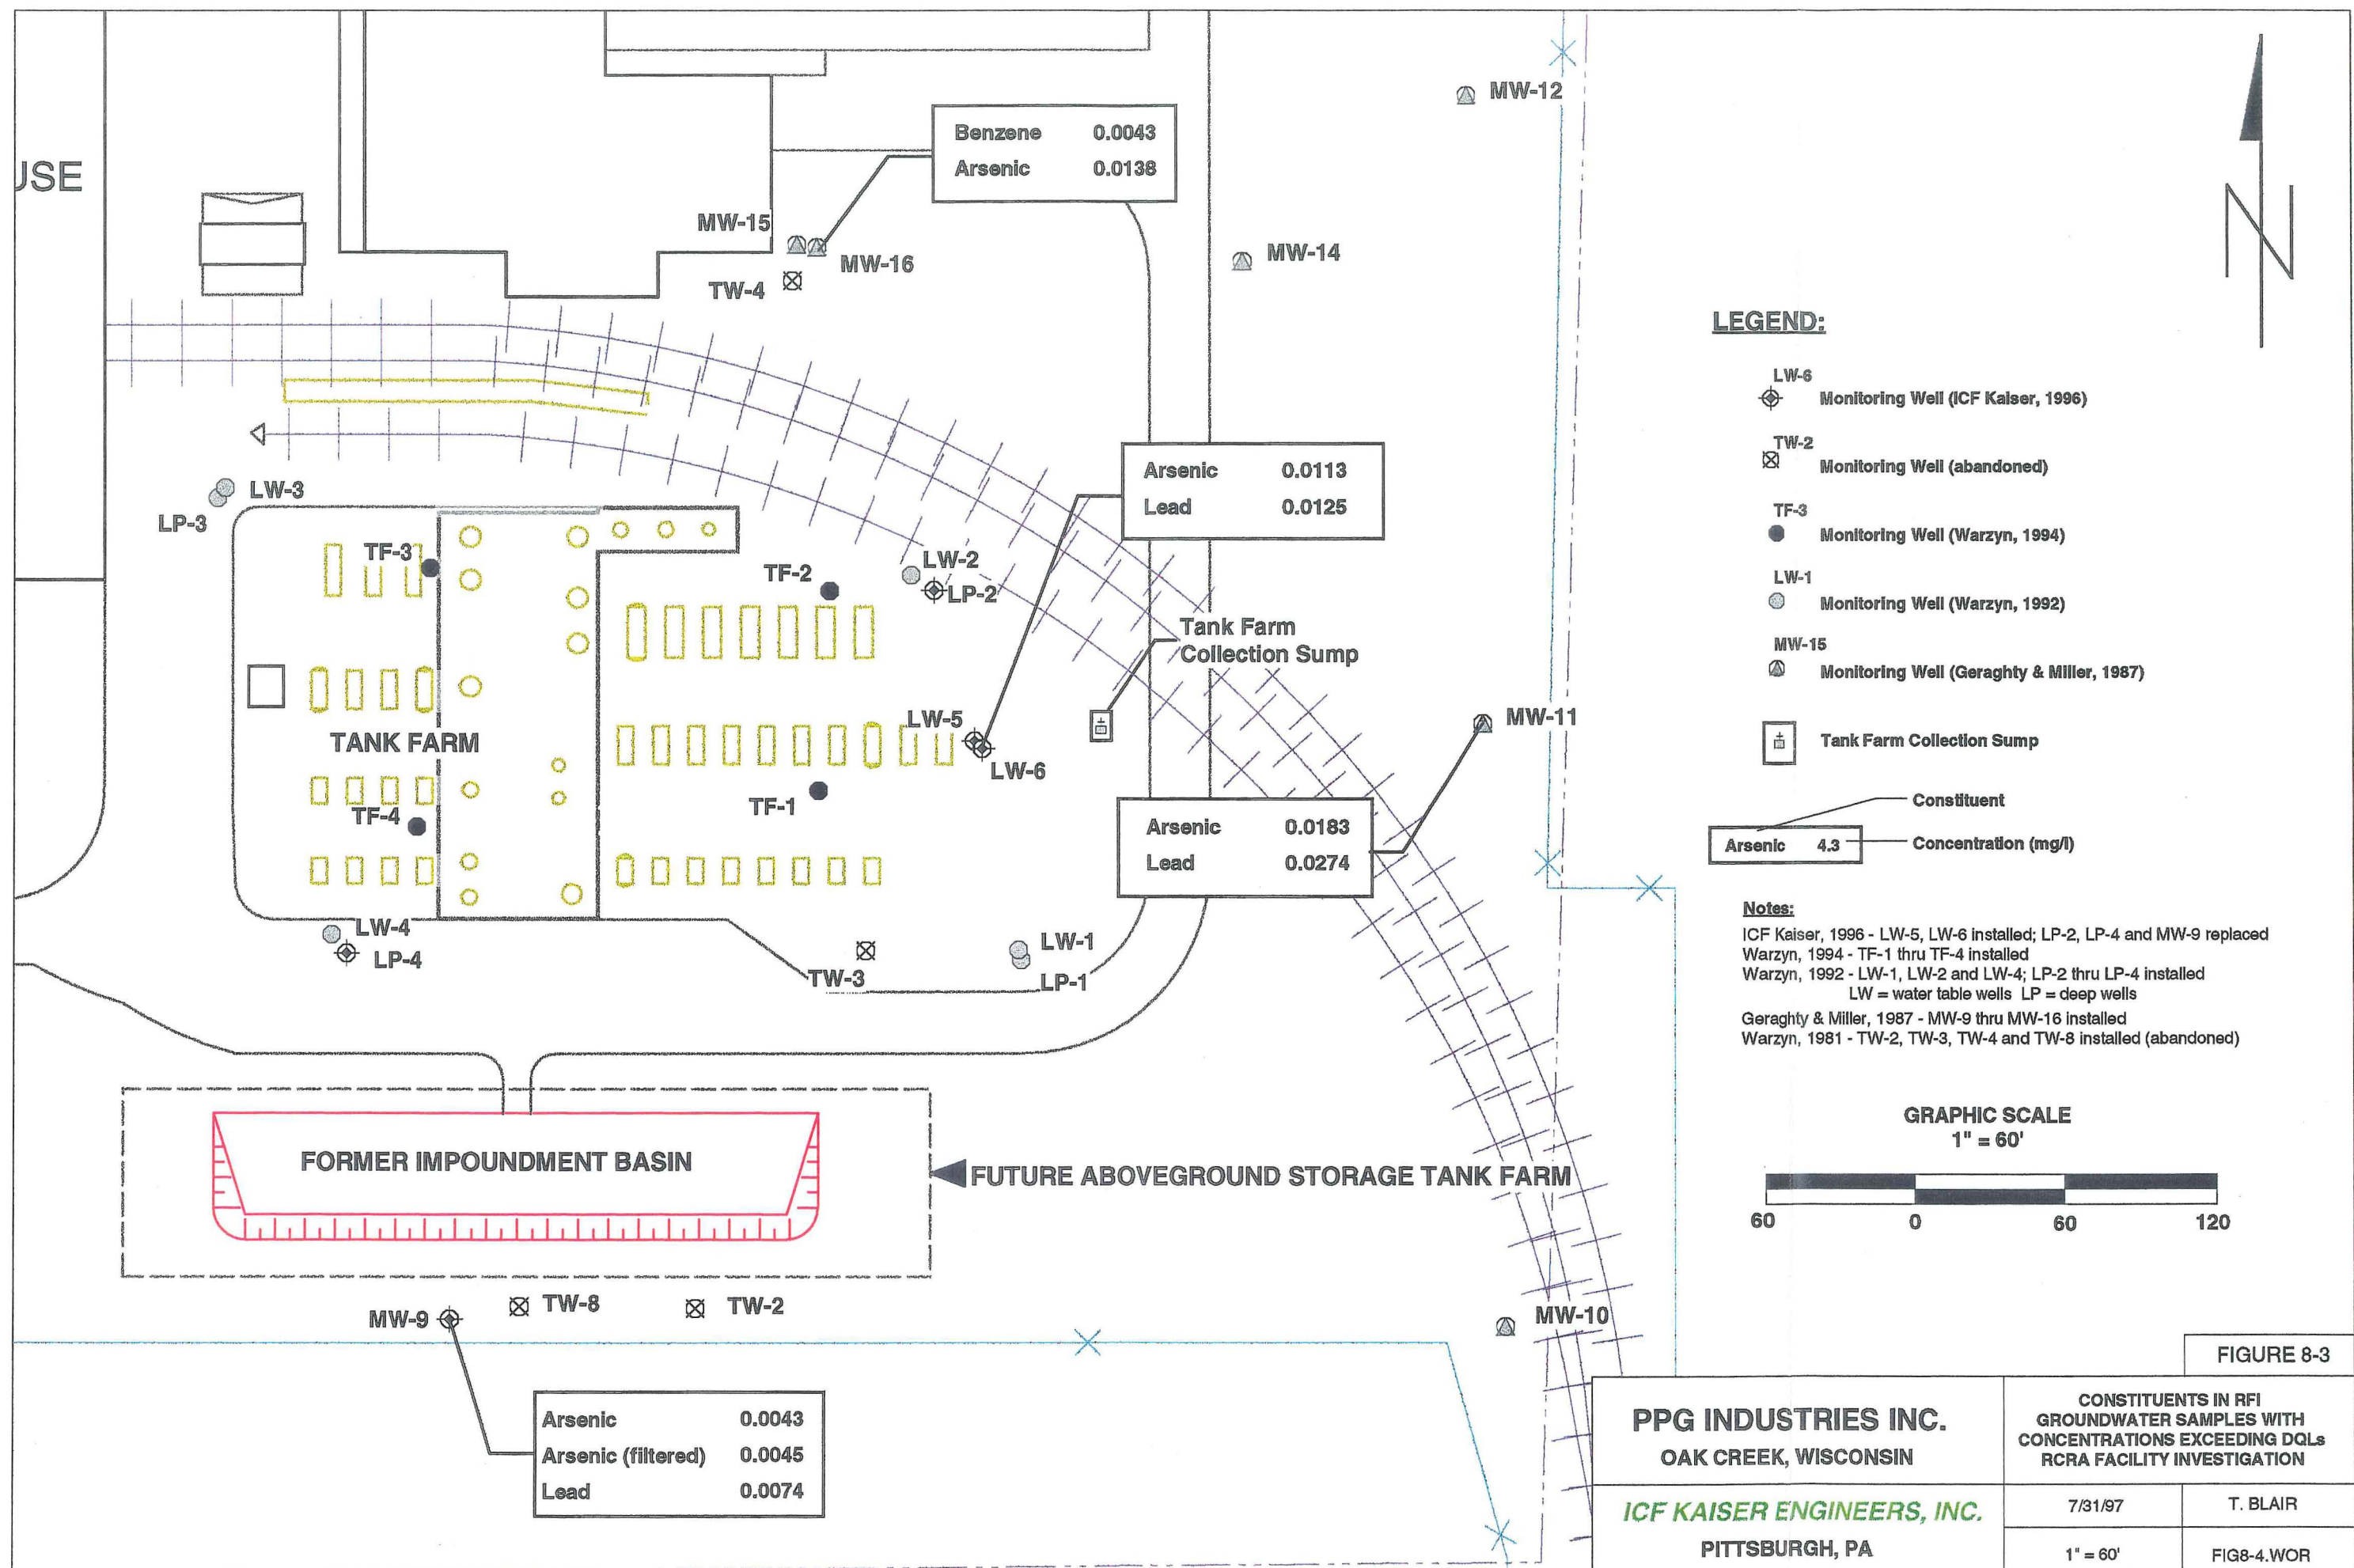 JSE
Benzene 0.0043
Arsenic 0.0138
MW-12
MW-15
MW-16
TW-4
MW-14
Arsenic 0.0113
Lead 0.0125
LW-3
LP-3
TF-3
TF-2
LW-2
LP-2
Tank Farm
Collection Sump
LW-5
LW-6
MW-11
TANK FARM
TF-1
TF-4
Arsenic 0.0183
Lead 0.0274
LW-4
LP-4
TW-3
LW-1
LP-1
FORMER IMPOUNDMENT BASIN
FUTURE ABOVEGROUND STORAGE TANK FARM
MW-9
TW-8
TW-2
MW-10
Arsenic 0.0043
Arsenic (filtered) 0.0045
Lead 0.0074
N
LEGEND:
LW-6
Monitoring Well (ICF Kaiser, 1996)
TW-2
Monitoring Well (abandoned)
TF-3
Monitoring Well (Warzyn, 1994)
LW-1
Monitoring Well (Warzyn, 1992)
MW-15
Monitoring Well (Geraghty & Miller, 1987)
Tank Farm Collection Sump
Constituent
Arsenic 4.3
Concentration (mg/l)
Notes:
ICF Kaiser, 1996 - LW-5, LW-6 installed; LP-2, LP-4 and MW-9 replaced
Warzyn, 1994 - TF-1 thru TF-4 installed
Warzyn, 1992 - LW-1, LW-2 and LW-4; LP-2 thru LP-4 installed
LW = water table wells LP = deep wells
Geraghty & Miller, 1987 - MW-9 thru MW-16 installed
Warzyn, 1981 - TW-2, TW-3, TW-4 and TW-8 installed (abandoned)
GRAPHIC SCALE
1" = 60'
60 0 60 120
FIGURE 8-3
PPG INDUSTRIES INC.
OAK CREEK, WISCONSIN
CONSTITUENTS IN RFI
GROUNDWATER SAMPLES WITH
CONCENTRATIONS EXCEEDING DQLs
RCRA FACILITY INVESTIGATION
ICF KAISER ENGINEERS, INC.
PITTSBURGH, PA
7/31/97
T. BLAIR
1" = 60'
FIG8-4.WOR